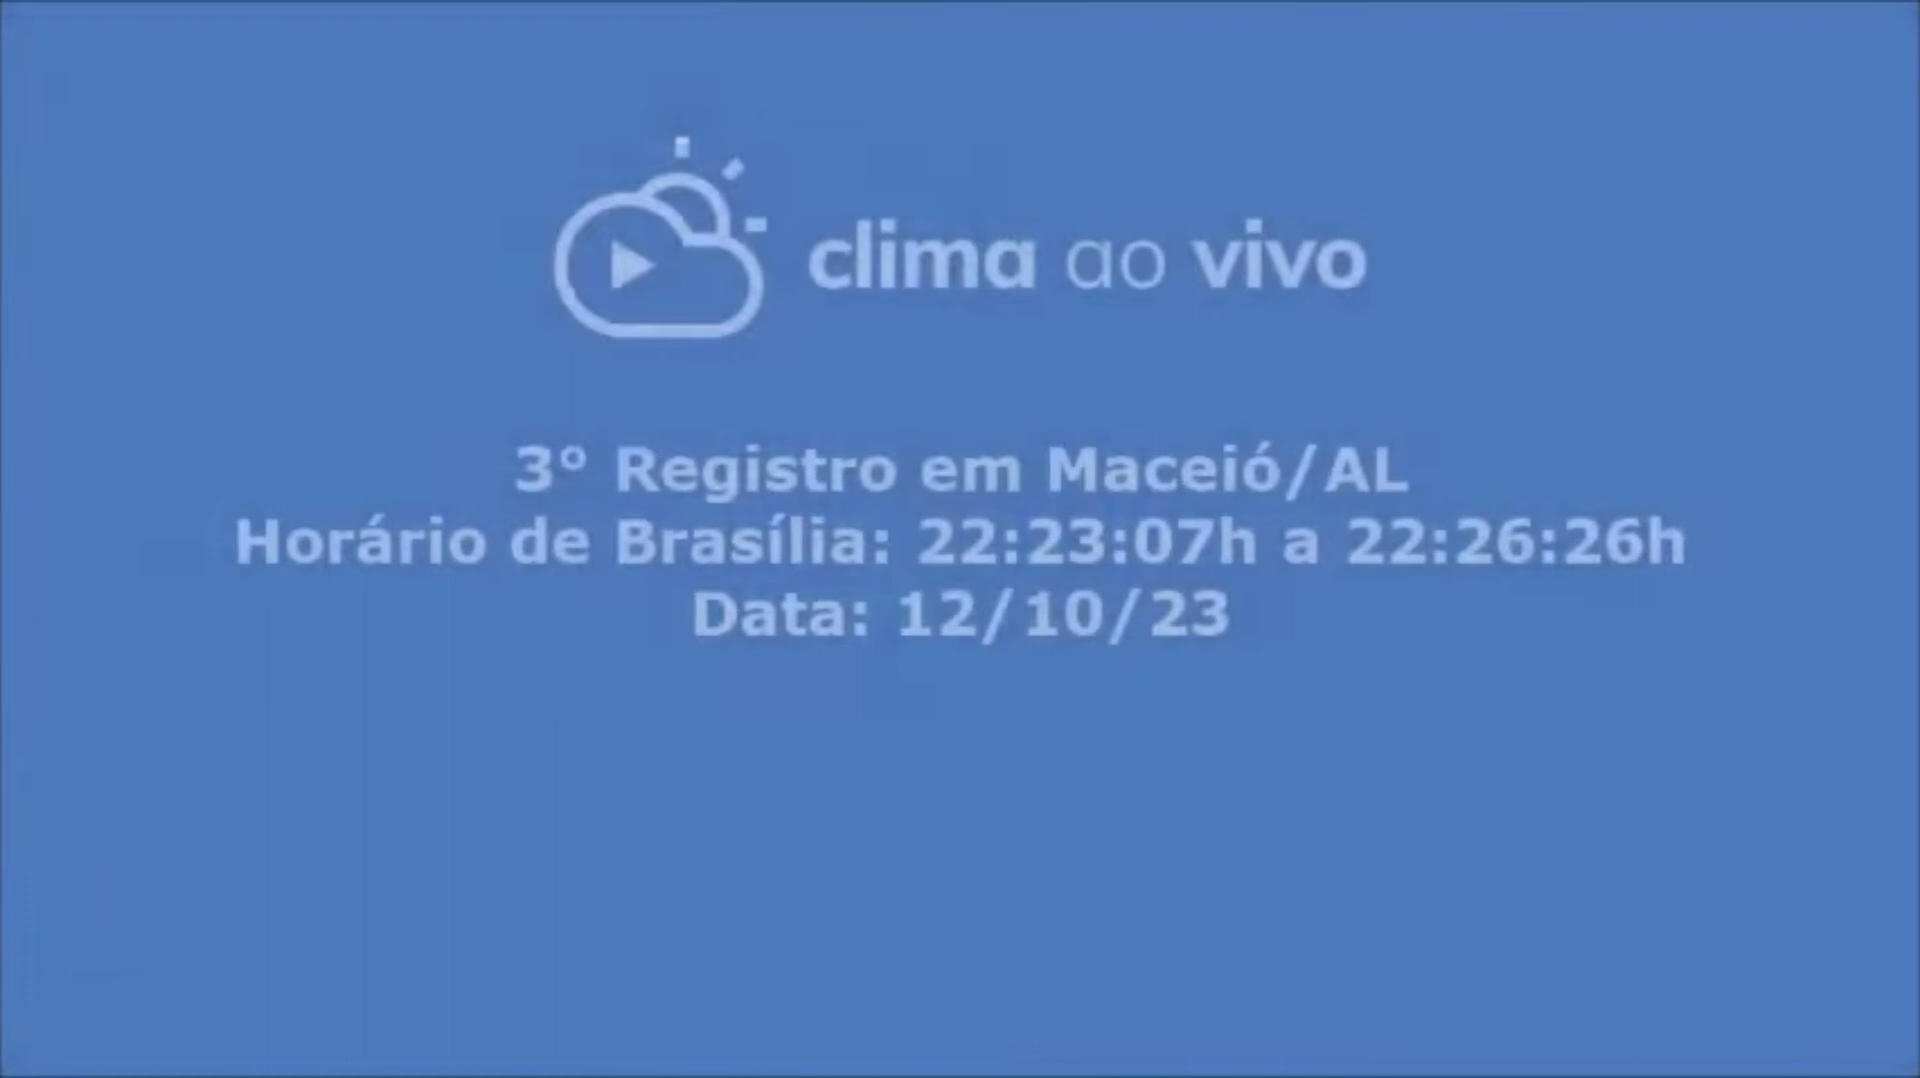 clima ao vivo
3° Registro em Maceió/AL
Horário de Brasília: 22:23:07h a 22:26:26h
Data: 12/10/23